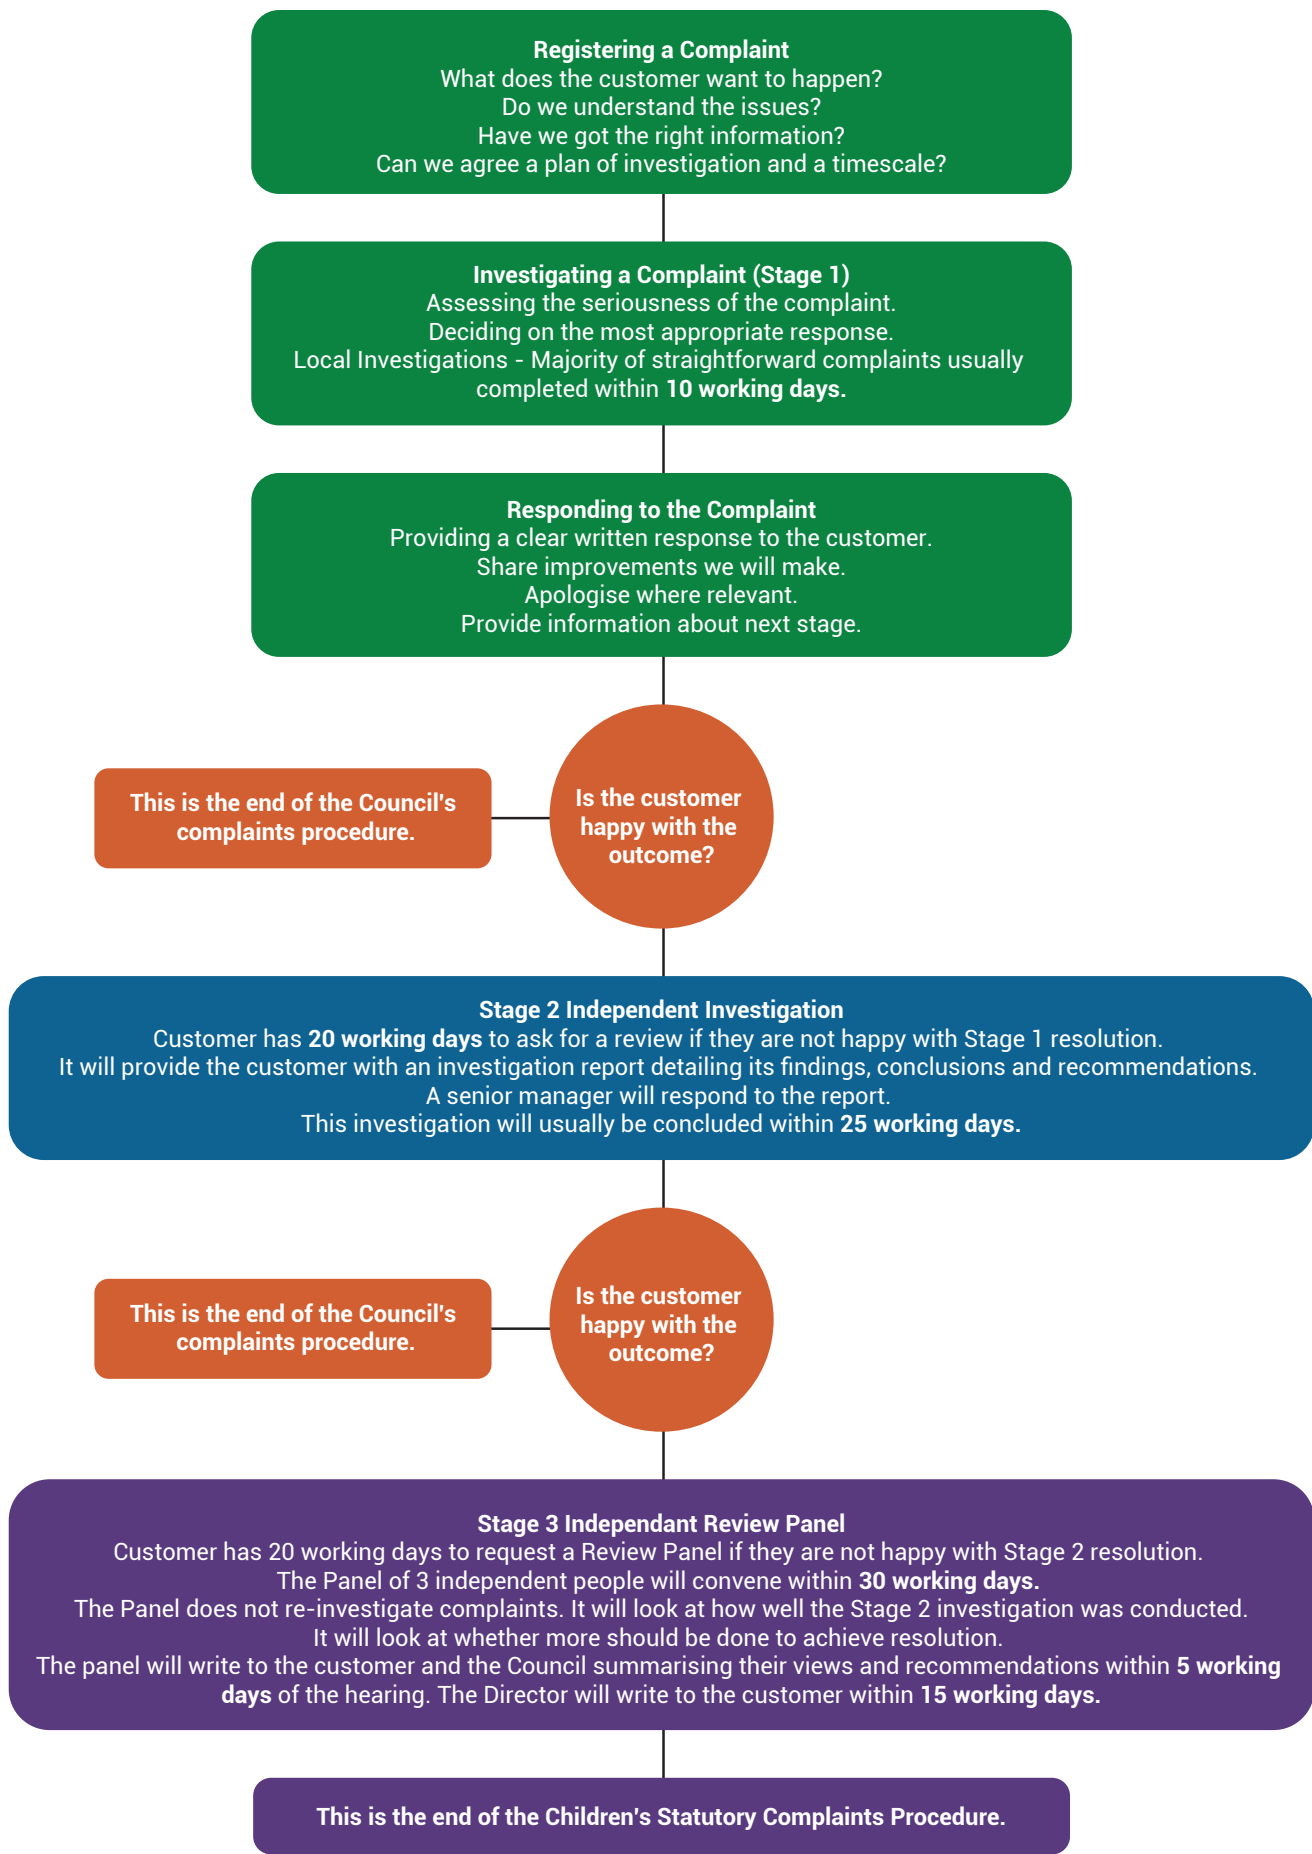 Registering a Complaint
What does the customer want to happen?
Do we understand the issues?
Have we got the right information?
Can we agree a plan of investigation and a timescale?
Investigating a Complaint (Stage 1)
Assessing the seriousness of the complaint.
Deciding on the most appropriate response.
Local Investigations - Majority of straightforward complaints usually
completed within 10 working days.
Responding to the Complaint
Providing a clear written response to the customer.
Share improvements we will make.
Apologise where relevant.
Provide information about next stage.
Is the customer
happy with the
outcome?
This is the end of the Council's
complaints procedure.
Stage 2 Independent Investigation
Customer has 20 working days to ask for a review if they are not happy with Stage 1 resolution.
It will provide the customer with an investigation report detailing its findings, conclusions and recommendations.
A senior manager will respond to the report.
This investigation will usually be concluded within 25 working days.
Is the customer
happy with the
outcome?
This is the end of the Council's
complaints procedure.
Stage 3 Independant Review Panel
Customer has 20 working days to request a Review Panel if they are not happy with Stage 2 resolution.
The Panel of 3 independent people will convene within 30 working days.
The Panel does not re-investigate complaints. It will look at how well the Stage 2 investigation was conducted.
It will look at whether more should be done to achieve resolution.
The panel will write to the customer and the Council summarising their views and recommendations within 5 working
days of the hearing. The Director will write to the customer within 15 working days.
This is the end of the Children's Statutory Complaints Procedure.